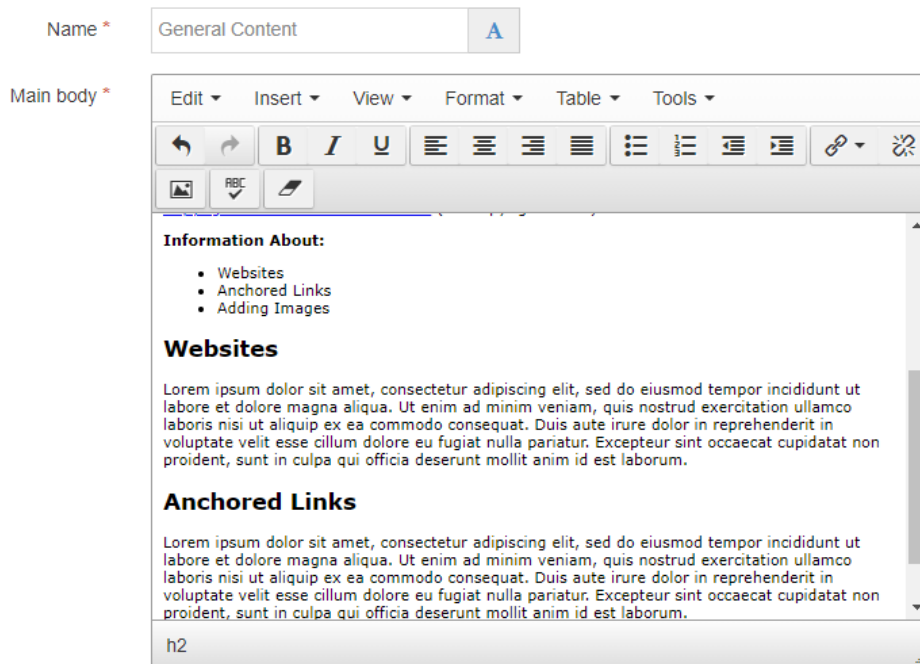 Name *
General Content
A
Main body *
Edit
Insert
View
Format
Table
Tools
B I U
ABC
Information About:
• Websites
• Anchored Links
• Adding Images
Websites
Lorem ipsum dolor sit amet, consectetur adipiscing elit, sed do eiusmod tempor incididunt ut
labore et dolore magna aliqua. Ut enim ad minim veniam, quis nostrud exercitation ullamco
laboris nisi ut aliquip ex ea commodo consequat. Duis aute irure dolor in reprehenderit in
voluptate velit esse cillum dolore eu fugiat nulla pariatur. Excepteur sint occaecat cupidatat non
proident, sunt in culpa qui officia deserunt mollit anim id est laborum.
Anchored Links
Lorem ipsum dolor sit amet, consectetur adipiscing elit, sed do eiusmod tempor incididunt ut
labore et dolore magna aliqua. Ut enim ad minim veniam, quis nostrud exercitation ullamco
laboris nisi ut aliquip ex ea commodo consequat. Duis aute irure dolor in reprehenderit in
voluptate velit esse cillum dolore eu fugiat nulla pariatur. Excepteur sint occaecat cupidatat non
proident, sunt in culpa qui officia deserunt mollit anim id est laborum.
h2